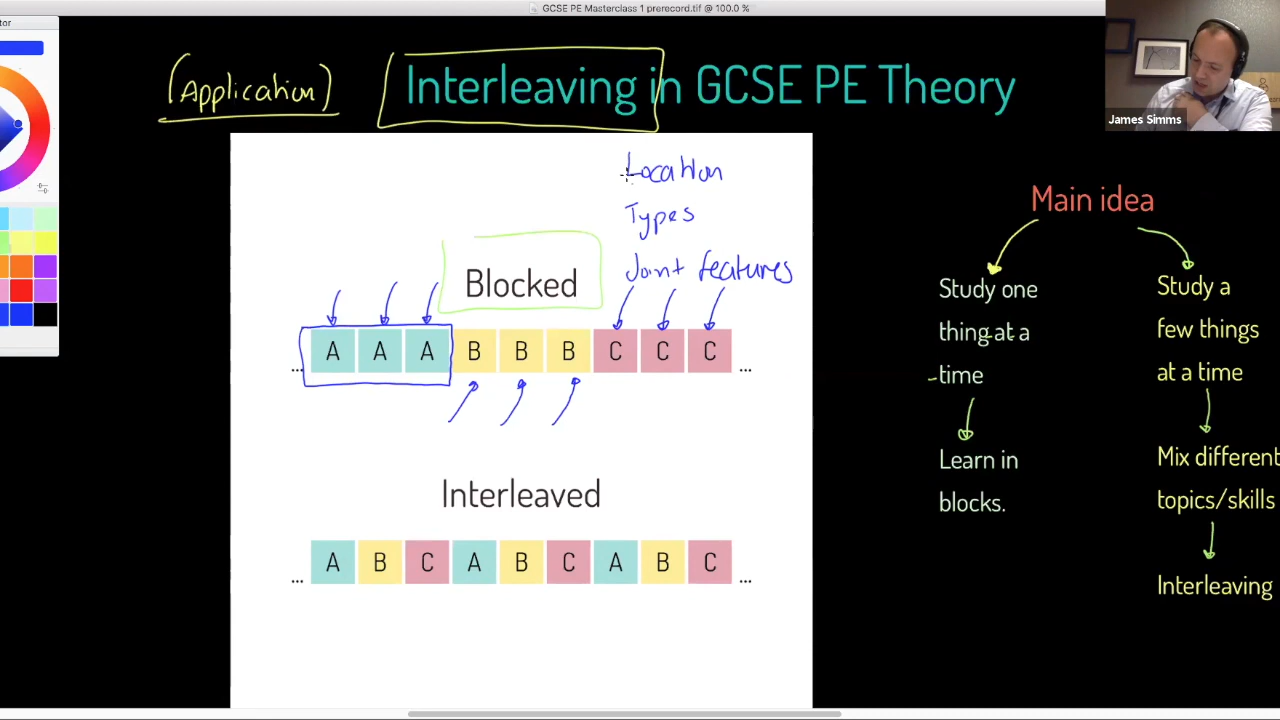 GCSE PE Masterclass 1 prerecord.tif @ 100.0 %
tor
(Application)
Interleaving in GCSE PE Theory
James Simms
Location
Types
Joint features
Blocked
... A A A B B B C C C ...
Interleaved
... A B C A B C A B C ...
Main idea
Study one
thing at a
time
Learn in
blocks.
Study a
few things
at a time
Mix different
topics/skills
Interleaving